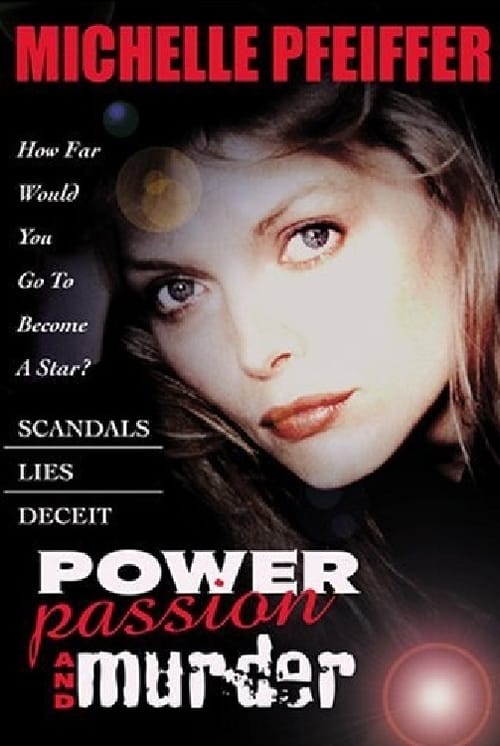 MICHELLE PFEIFFER
How Far
Would
You
Go To
Become
A Star?
SCANDALS
LIES
DECEIT
POWER
passion
AND
murder